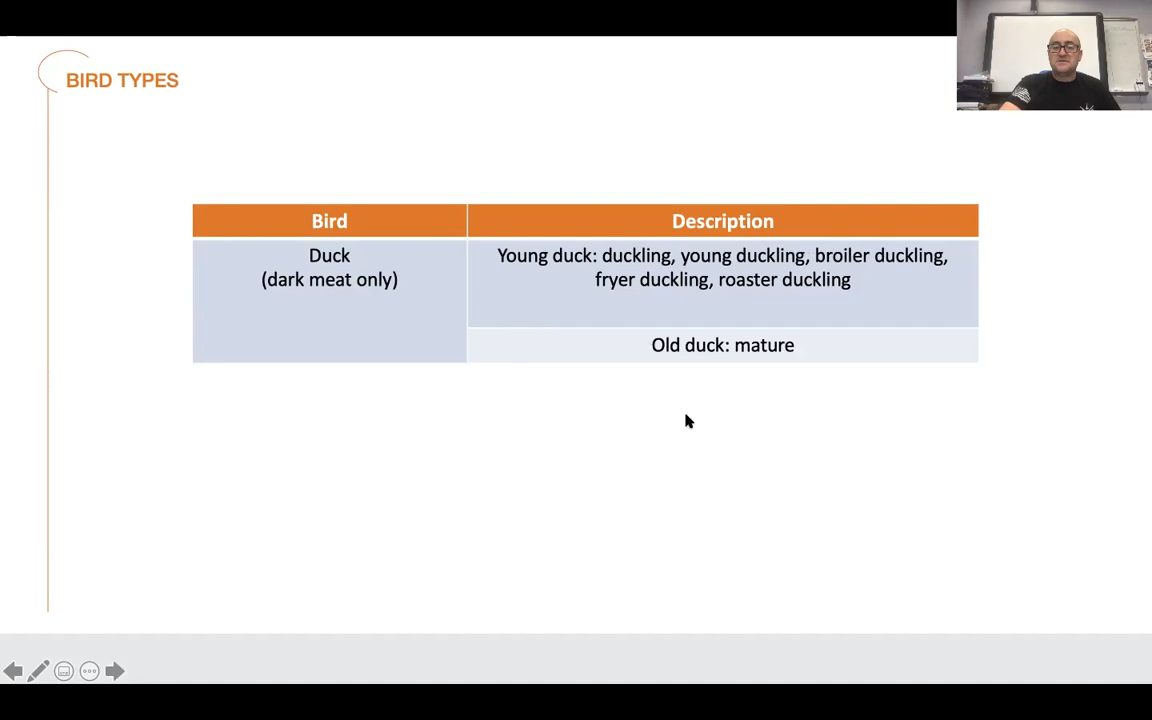 BIRD TYPES
Bird
Description
Duck
(dark meat only)
Young duck: duckling, young duckling, broiler duckling,
fryer duckling, roaster duckling
Old duck: mature